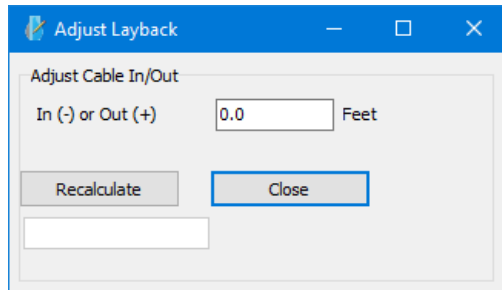 Adjust Layback
Adjust Cable In/Out
In (-) or Out (+) 0.0 Feet
Recalculate Close